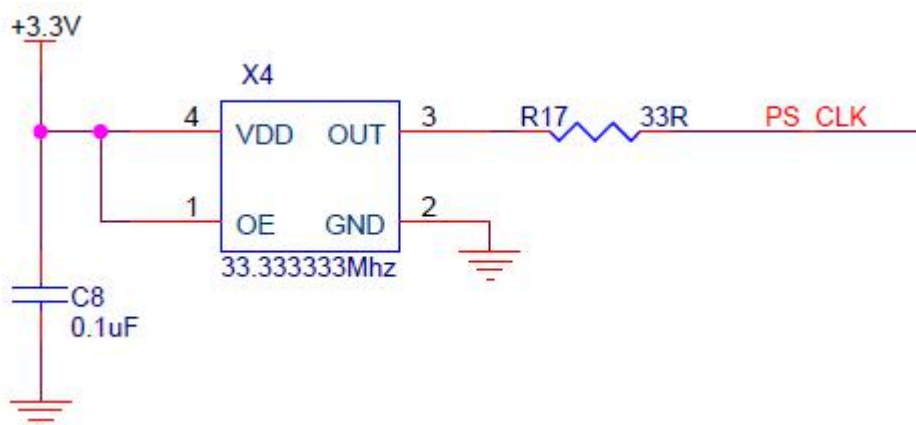 +3.3V
X4
4 VDD OUT 3 R17 33R PS_CLK
1 OE GND 2
33.333333Mhz
C8
0.1uF